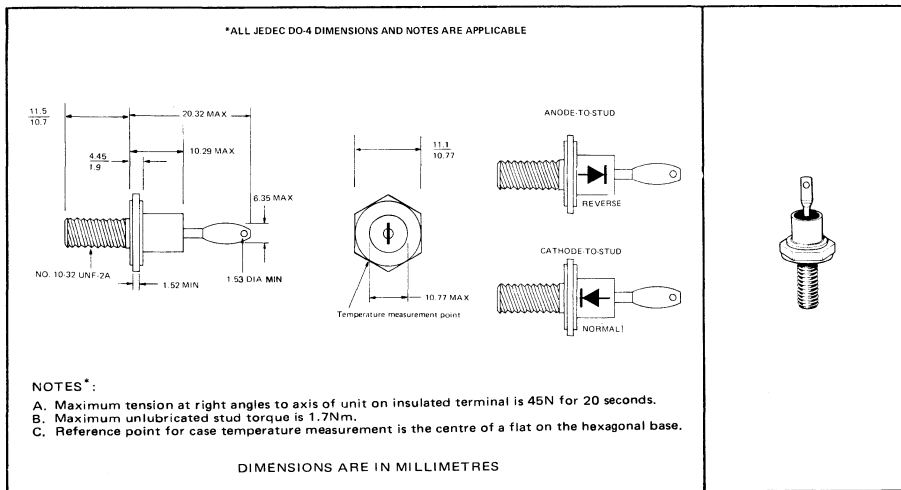 *ALL JEDEC DO-4 DIMENSIONS AND NOTES ARE APPLICABLE
11.5
10.7
20.32 MAX
10.29 MAX
4.45
1.9
6.35 MAX
NO. 10-32 UNF-2A
1.52 MIN
1.53 DIA MIN
11.1
10.77
10.77 MAX
Temperature measurement point
ANODE-TO-STUD
REVERSE
CATHODE-TO-STUD
NORMAL
NOTES*:
A. Maximum tension at right angles to axis of unit on insulated terminal is 45N for 20 seconds.
B. Maximum unlubricated stud torque is 1.7Nm.
C. Reference point for case temperature measurement is the centre of a flat on the hexagonal base.
DIMENSIONS ARE IN MILLIMETRES